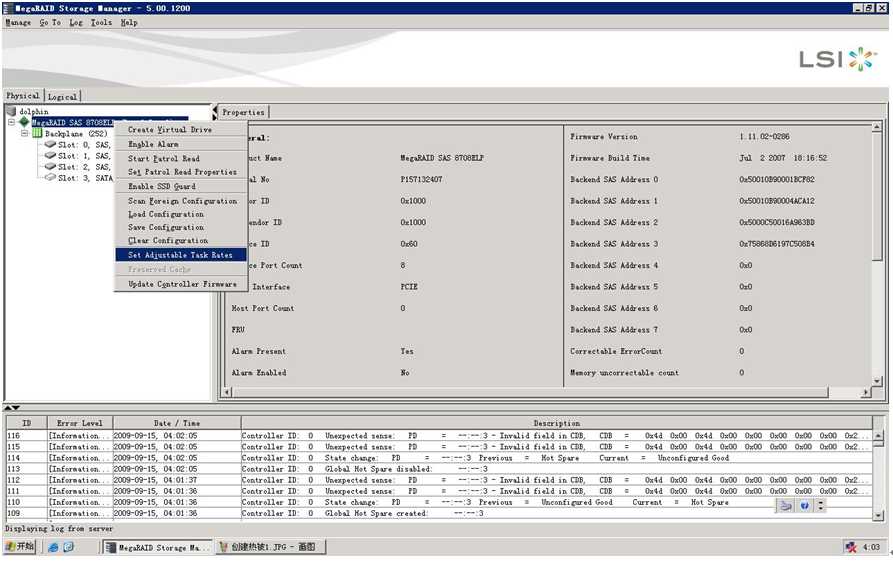 MegaRAID Storage Manager - 5.00.1200
Manage Go To Log Tools Help
LSI
Physical Logical
dolphin
MegaRAID SAS 8708EL
Backplane (252)
Slot: 0, SAS,
Slot: 1, SAS,
Slot: 2, SAS,
Slot: 3, SATA
Create Virtual Drive
Enable Alarm
Start Patrol Read
Set Patrol Read Properties
Enable SSD Guard
Scan Foreign Configuration
Load Configuration
Save Configuration
Clear Configuration
Set Adjustable Task Rates
Preserved Cache
Update Controller Firmware
Properties
eral: Firmware Version 1.11.02-0286
uct Name MegaRAID SAS 8708ELP Firmware Build Time Jul 2 2007 18:16:52
al No P157132407 Backend SAS Address 0 0x50010B90001BCF82
or ID 0x1000 Backend SAS Address 1 0x50010B90004ACA12
endor ID 0x1000 Backend SAS Address 2 0x5000C50016A963BD
ce ID 0x60 Backend SAS Address 3 0x75868D6197C508B4
ce Port Count 8 Backend SAS Address 4 0x0
Interface PCIE Backend SAS Address 5 0x0
Host Port Count 0 Backend SAS Address 6 0x0
FRU Backend SAS Address 7 0x0
Alarm Present Yes Correctable ErrorCount 0
Alarm Enabled No Memory uncorrectable count 0
ID Error Level Date / Time Description
116 [Information... 2009-09-15, 04:02:05 Controller ID: 0 Unexpected sense: PD = --:--:3 - Invalid field in CDB, CDB = 0x4d 0x00 0x4d 0x00 0x00 0x00 0x00 0x00 0x2...
115 [Information... 2009-09-15, 04:02:05 Controller ID: 0 Unexpected sense: PD = --:--:3 - Invalid field in CDB, CDB = 0x4d 0x00 0x4d 0x00 0x00 0x00 0x00 0x00 0x2...
114 [Information... 2009-09-15, 04:02:05 Controller ID: 0 State change: PD = --:--:3 Previous = Hot Spare Current = Unconfigured Good
113 [Information... 2009-09-15, 04:02:05 Controller ID: 0 Global Hot Spare disabled: --:--:3
112 [Information... 2009-09-15, 04:01:37 Controller ID: 0 Unexpected sense: PD = --:--:3 - Invalid field in CDB, CDB = 0x4d 0x00 0x4d 0x00 0x00 0x00 0x00 0x00 0x2...
111 [Information... 2009-09-15, 04:01:36 Controller ID: 0 Unexpected sense: PD = --:--:3 - Invalid field in CDB, CDB = 0x4d 0x00 0x4d 0x00 0x00 0x00 0x00 0x00 0x2...
110 [Information... 2009-09-15, 04:01:36 Controller ID: 0 State change: PD = --:--:3 Previous = Unconfigured Good Current = Hot Spare
109 [Information... 2009-09-15, 04:01:36 Controller ID: 0 Global Hot Spare created: --:--:3
Displaying log from server
开始 MegaRAID Storage Ma... 创建热被1.JPG - 画图 4:03